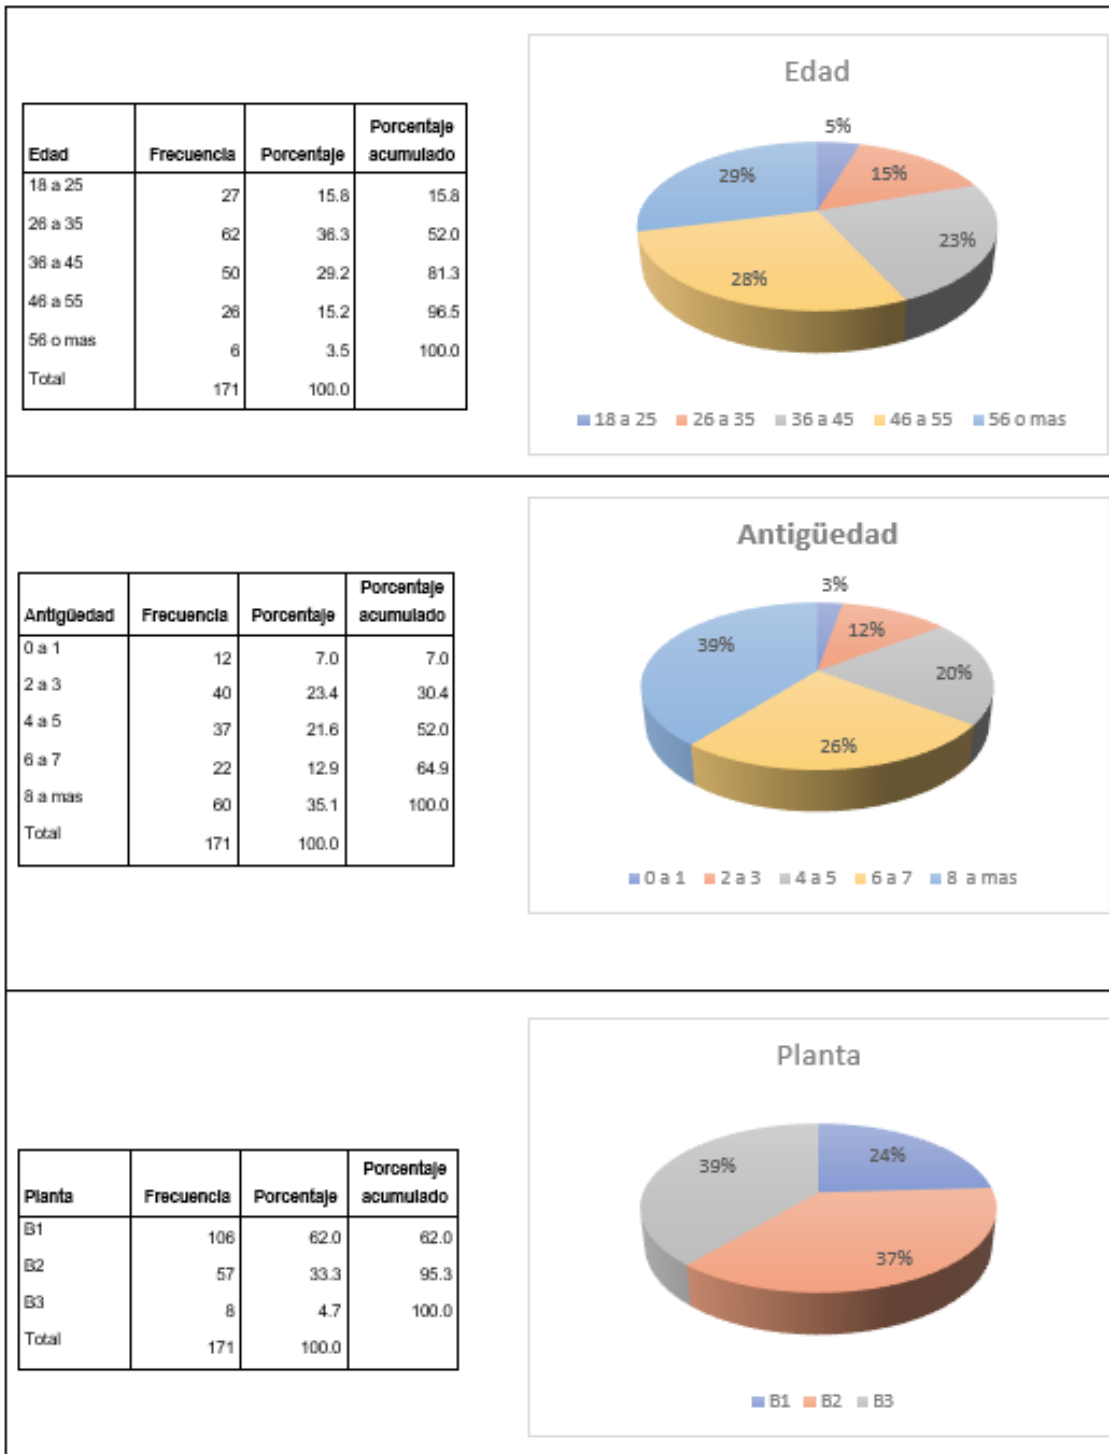 Edad Frecuencia Porcentaje Porcentaje acumulado
18 a 25 27 15.8 15.8
26 a 35 62 36.3 52.0
36 a 45 50 29.2 81.3
46 a 55 26 15.2 96.5
56 o mas 6 3.5 100.0
Total 171 100.0
Edad
5%
15%
23%
28%
29%
18 a 25 26 a 35 36 a 45 46 a 55 56 o mas
Antigüedad Frecuencia Porcentaje Porcentaje acumulado
0 a 1 12 7.0 7.0
2 a 3 40 23.4 30.4
4 a 5 37 21.6 52.0
6 a 7 22 12.9 64.9
8 a mas 60 35.1 100.0
Total 171 100.0
Antigüedad
3%
12%
20%
26%
39%
0 a 1 2 a 3 4 a 5 6 a 7 8 a mas
Planta Frecuencia Porcentaje Porcentaje acumulado
B1 106 62.0 62.0
B2 57 33.3 95.3
B3 8 4.7 100.0
Total 171 100.0
Planta
24%
37%
39%
B1 B2 B3